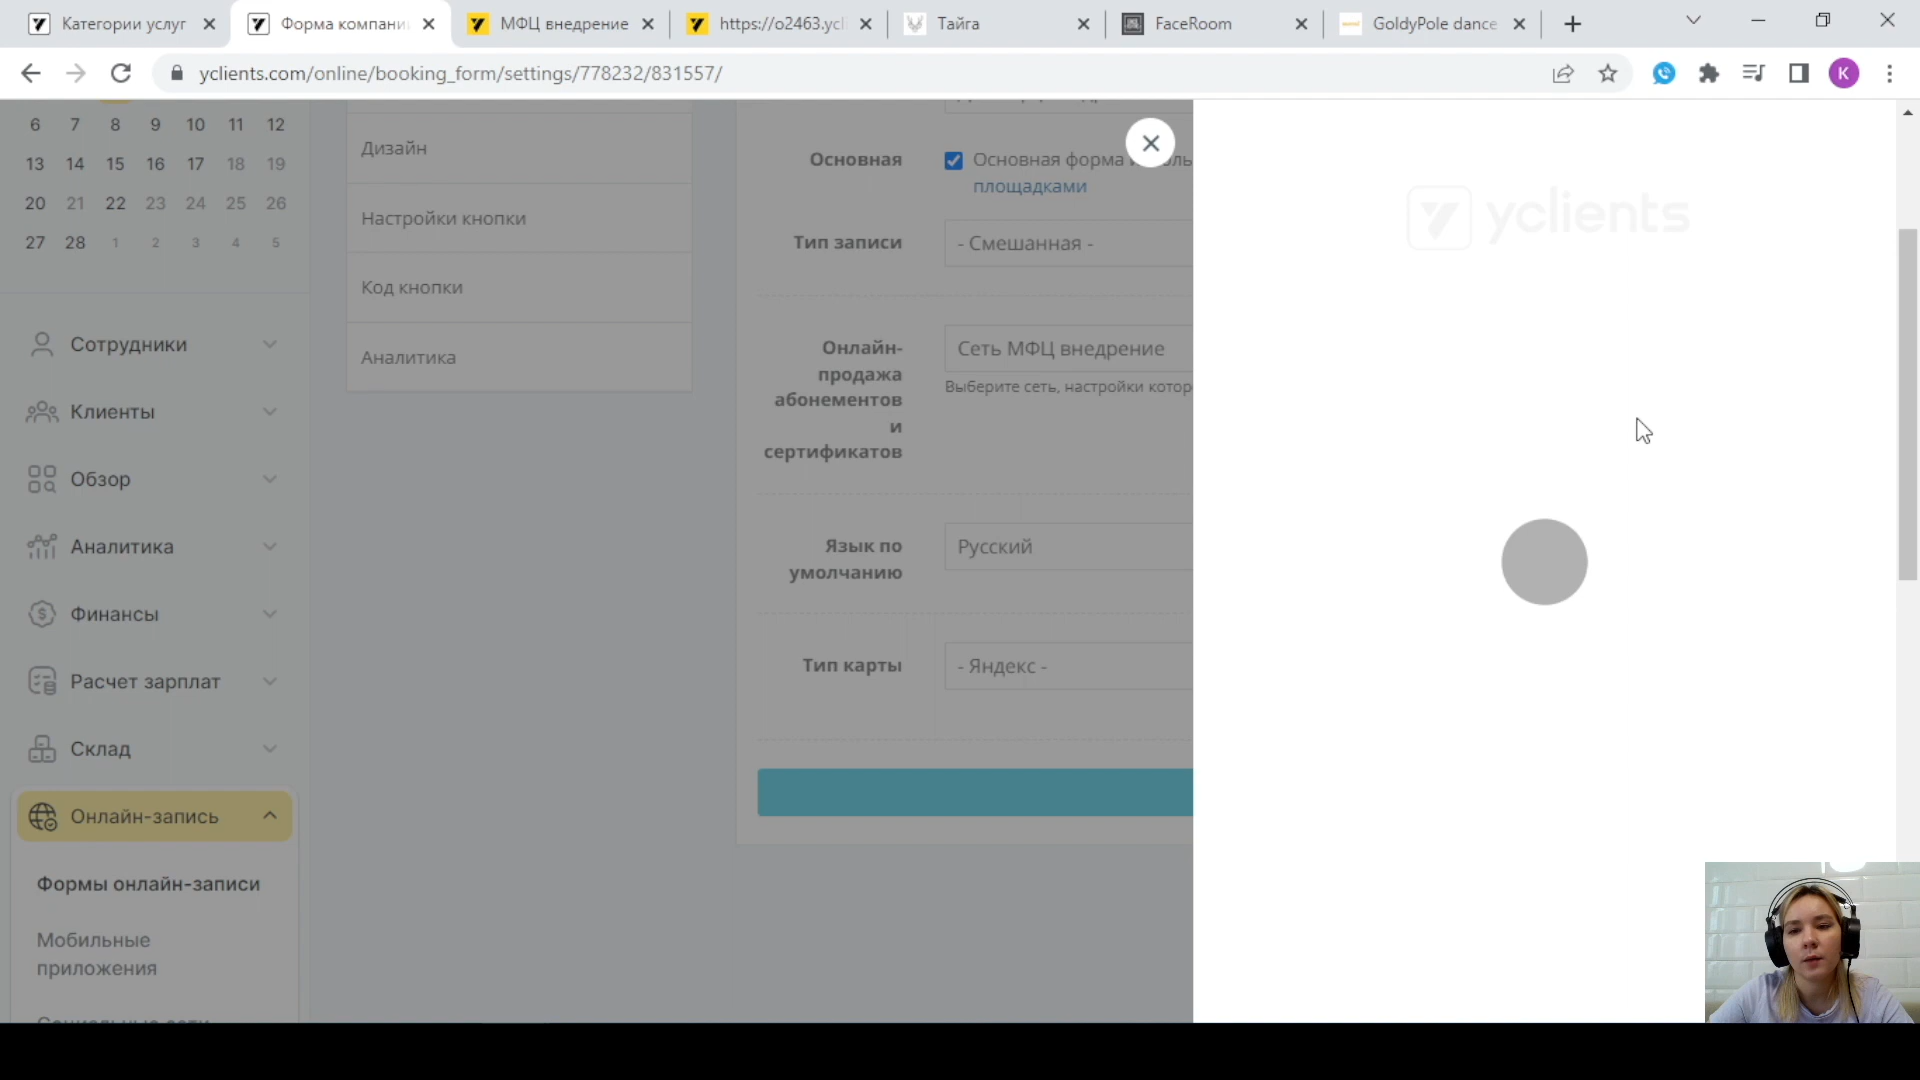 Категории услуг
Форма компани
МФЦ внедрение
https://o2463.ycl
Тайга
FaceRoom
GoldyPole dance
yclients.com/online/booking_form/settings/778232/831557/
K
6 7 8 9 10 11 12
13 14 15 16 17 18 19
20 21 22 23 24 25 26
27 28 1 2 3 4 5
Сотрудники
Клиенты
Обзор
Аналитика
Финансы
Расчет зарплат
Склад
Онлайн-запись
Формы онлайн-записи
Мобильные
приложения
Социальные сети
Дизайн
Настройки кнопки
Код кнопки
Аналитика
Основная
Основная форма
площадками
Тип записи
- Смешанная -
Онлайн-
продажа
абонементов
и
сертификатов
Сеть МФЦ внедрение
Выберите сеть, настройки котор
Язык по
умолчанию
Русский
Тип карты
- Яндекс -
yclients